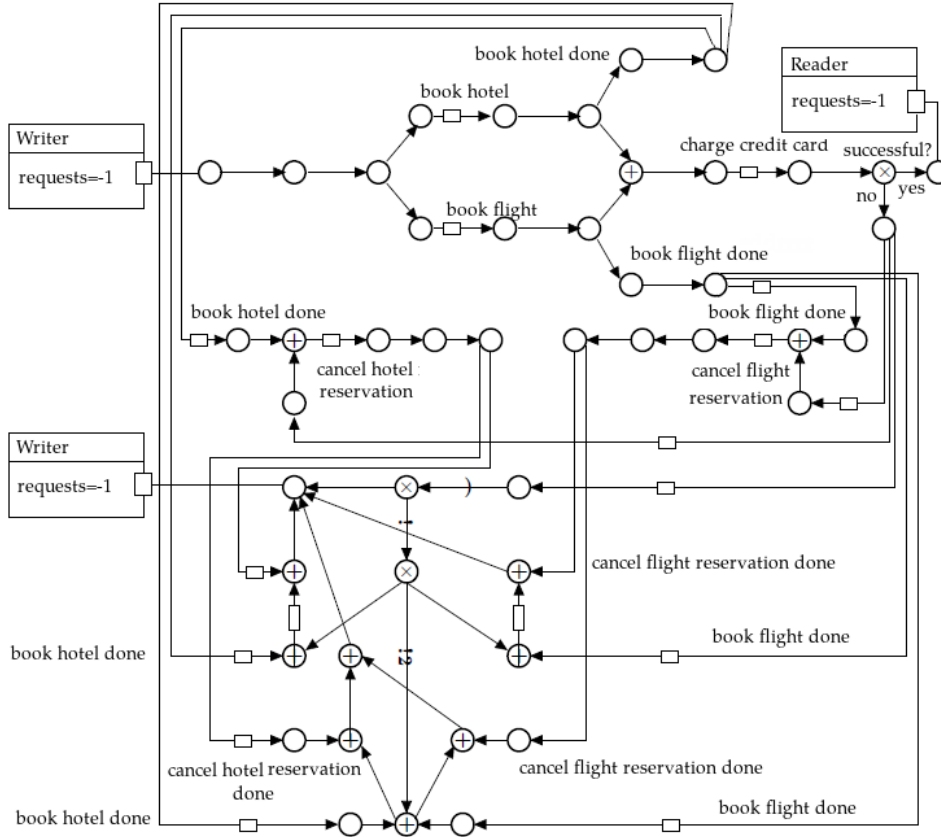 book hotel done
Reader
requests=-1
book hotel
Writer
requests=-1
charge credit card
successful?
no
yes
book flight
book flight done
book hotel done
book flight done
cancel hotel
reservation
cancel flight
reservation
Writer
requests=-1
)
!
cancel flight reservation done
book flight done
book hotel done
!2
cancel hotel reservation
done
cancel flight reservation done
book hotel done
book flight done